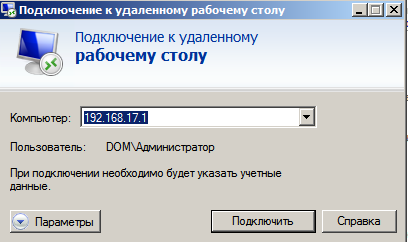 Подключение к удаленному рабочему столу
Подключение к удаленному
рабочему столу
Компьютер: 192.168.17.1
Пользователь: DOM\Администратор
При подключении необходимо будет указать учетные
данные.
Параметры Подключить Справка